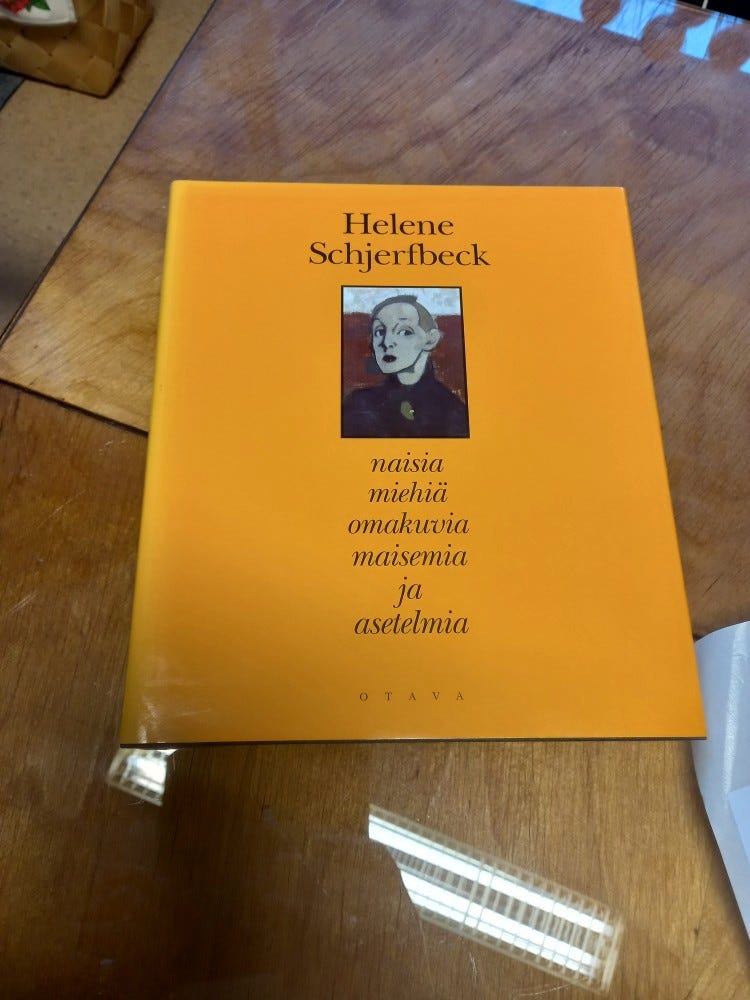 Helene
Schjerfbeck
naisia
miehiä
omakuvia
maisemia
ja
asetelmia
OTAVA